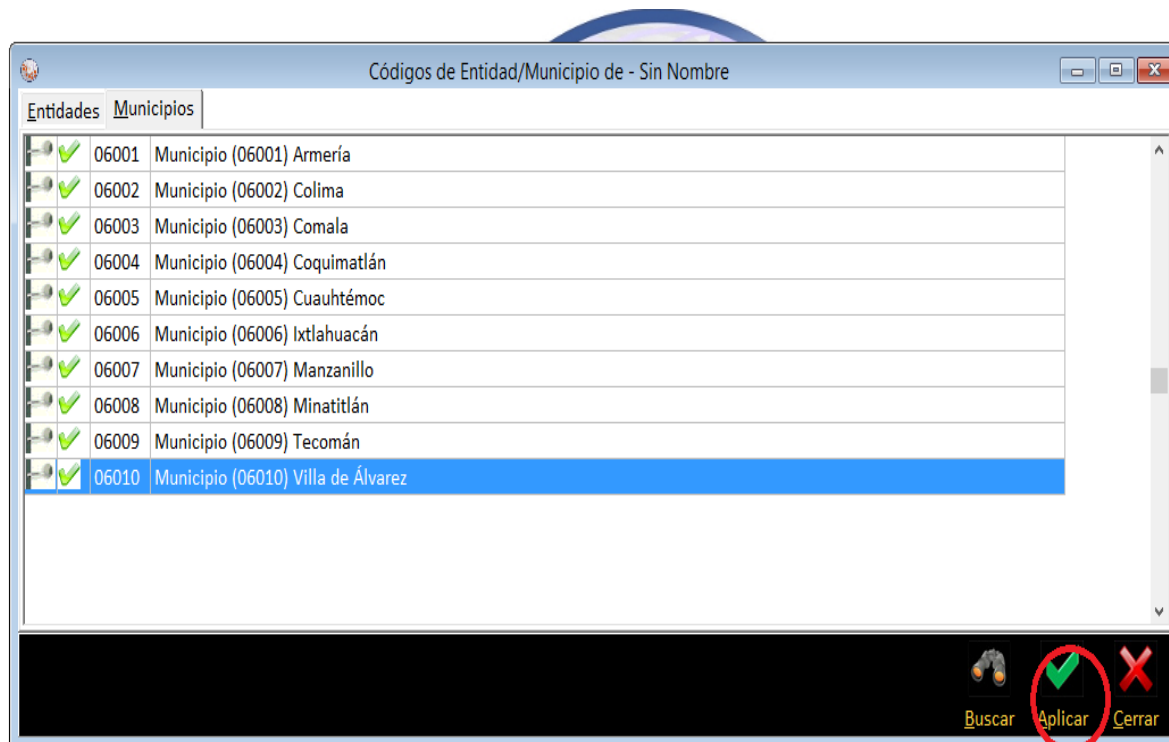 Códigos de Entidad/Municipio de - Sin Nombre
Entidades Municipios
06001 Municipio (06001) Armería
06002 Municipio (06002) Colima
06003 Municipio (06003) Comala
06004 Municipio (06004) Coquimatlán
06005 Municipio (06005) Cuauhtémoc
06006 Municipio (06006) Ixtlahuacán
06007 Municipio (06007) Manzanillo
06008 Municipio (06008) Minatitlán
06009 Municipio (06009) Tecomán
06010 Municipio (06010) Villa de Álvarez
Buscar Aplicar Cerrar